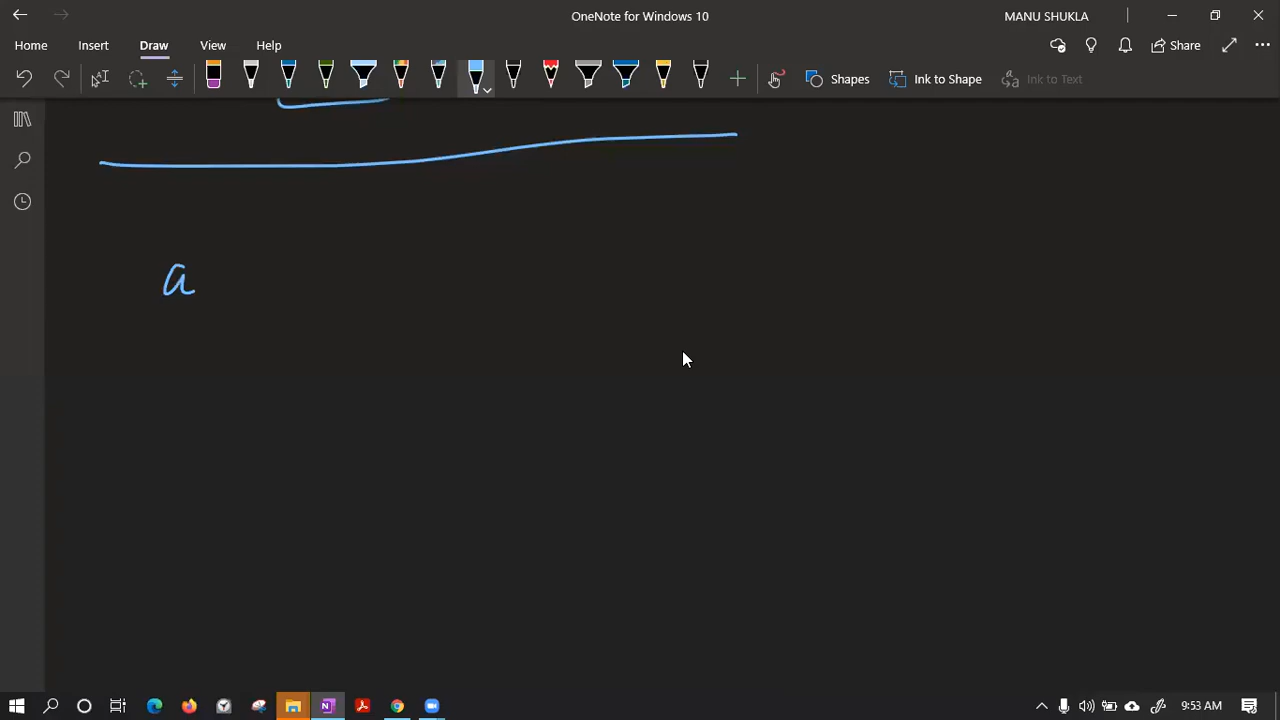 OneNote for Windows 10
MANU SHUKLA
Home Insert Draw View Help
Share
Shapes
Ink to Shape
Ink to Text
a
9:53 AM